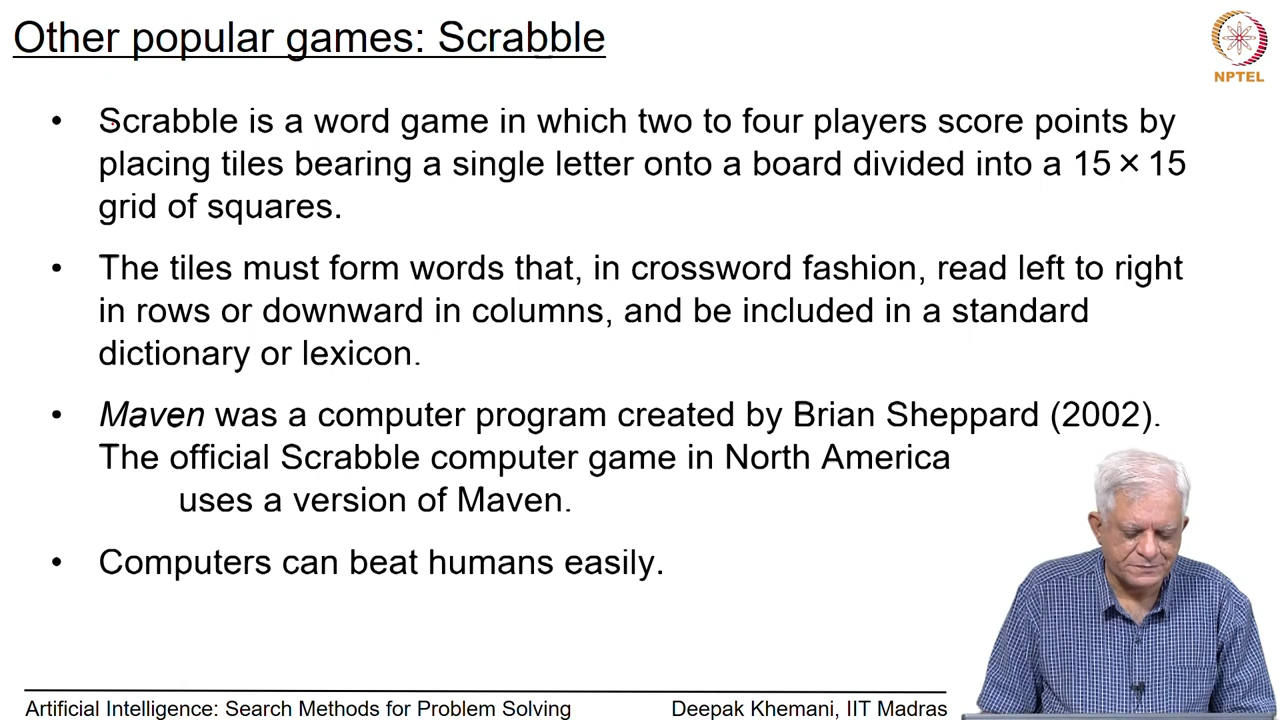 Other popular games: Scrabble
NPTEL
• Scrabble is a word game in which two to four players score points by
placing tiles bearing a single letter onto a board divided into a 15 × 15
grid of squares.
• The tiles must form words that, in crossword fashion, read left to right
in rows or downward in columns, and be included in a standard
dictionary or lexicon.
• Maven was a computer program created by Brian Sheppard (2002).
The official Scrabble computer game in North America
uses a version of Maven.
• Computers can beat humans easily.
Artificial Intelligence: Search Methods for Problem Solving Deepak Khemani, IIT Madras